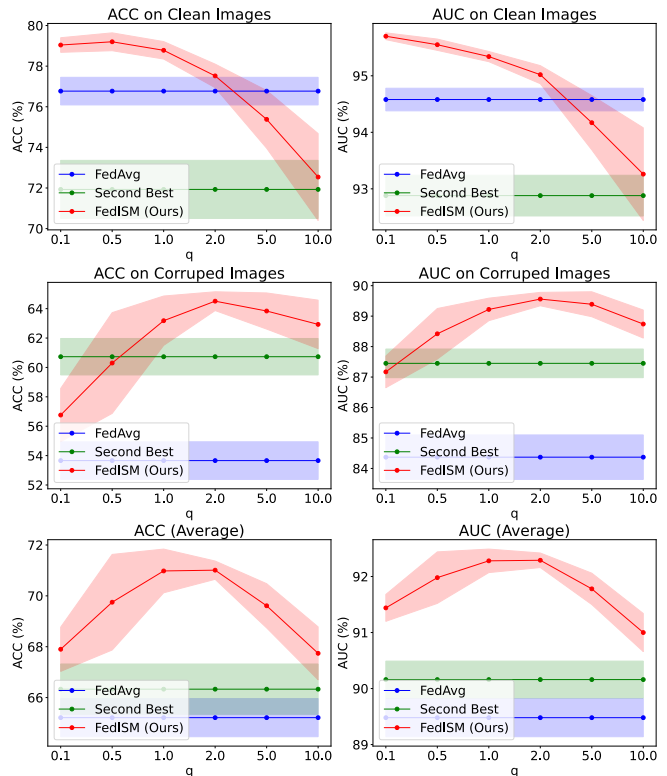 ACC on Clean Images
80
78
76
74
72
70
ACC (%)
FedAvg
Second Best
FedISM (Ours)
0.1 0.5 1.0 2.0 5.0 10.0
q
AUC on Clean Images
95
94
93
AUC (%)
FedAvg
Second Best
FedISM (Ours)
0.1 0.5 1.0 2.0 5.0 10.0
q
ACC on Corruped Images
64
62
60
58
56
54
52
ACC (%)
FedAvg
Second Best
FedISM (Ours)
0.1 0.5 1.0 2.0 5.0 10.0
q
AUC on Corruped Images
90
89
88
87
86
85
84
AUC (%)
FedAvg
Second Best
FedISM (Ours)
0.1 0.5 1.0 2.0 5.0 10.0
q
ACC (Average)
72
70
68
66
ACC (%)
FedAvg
Second Best
FedISM (Ours)
0.1 0.5 1.0 2.0 5.0 10.0
q
AUC (Average)
92
91
90
89
AUC (%)
FedAvg
Second Best
FedISM (Ours)
0.1 0.5 1.0 2.0 5.0 10.0
q